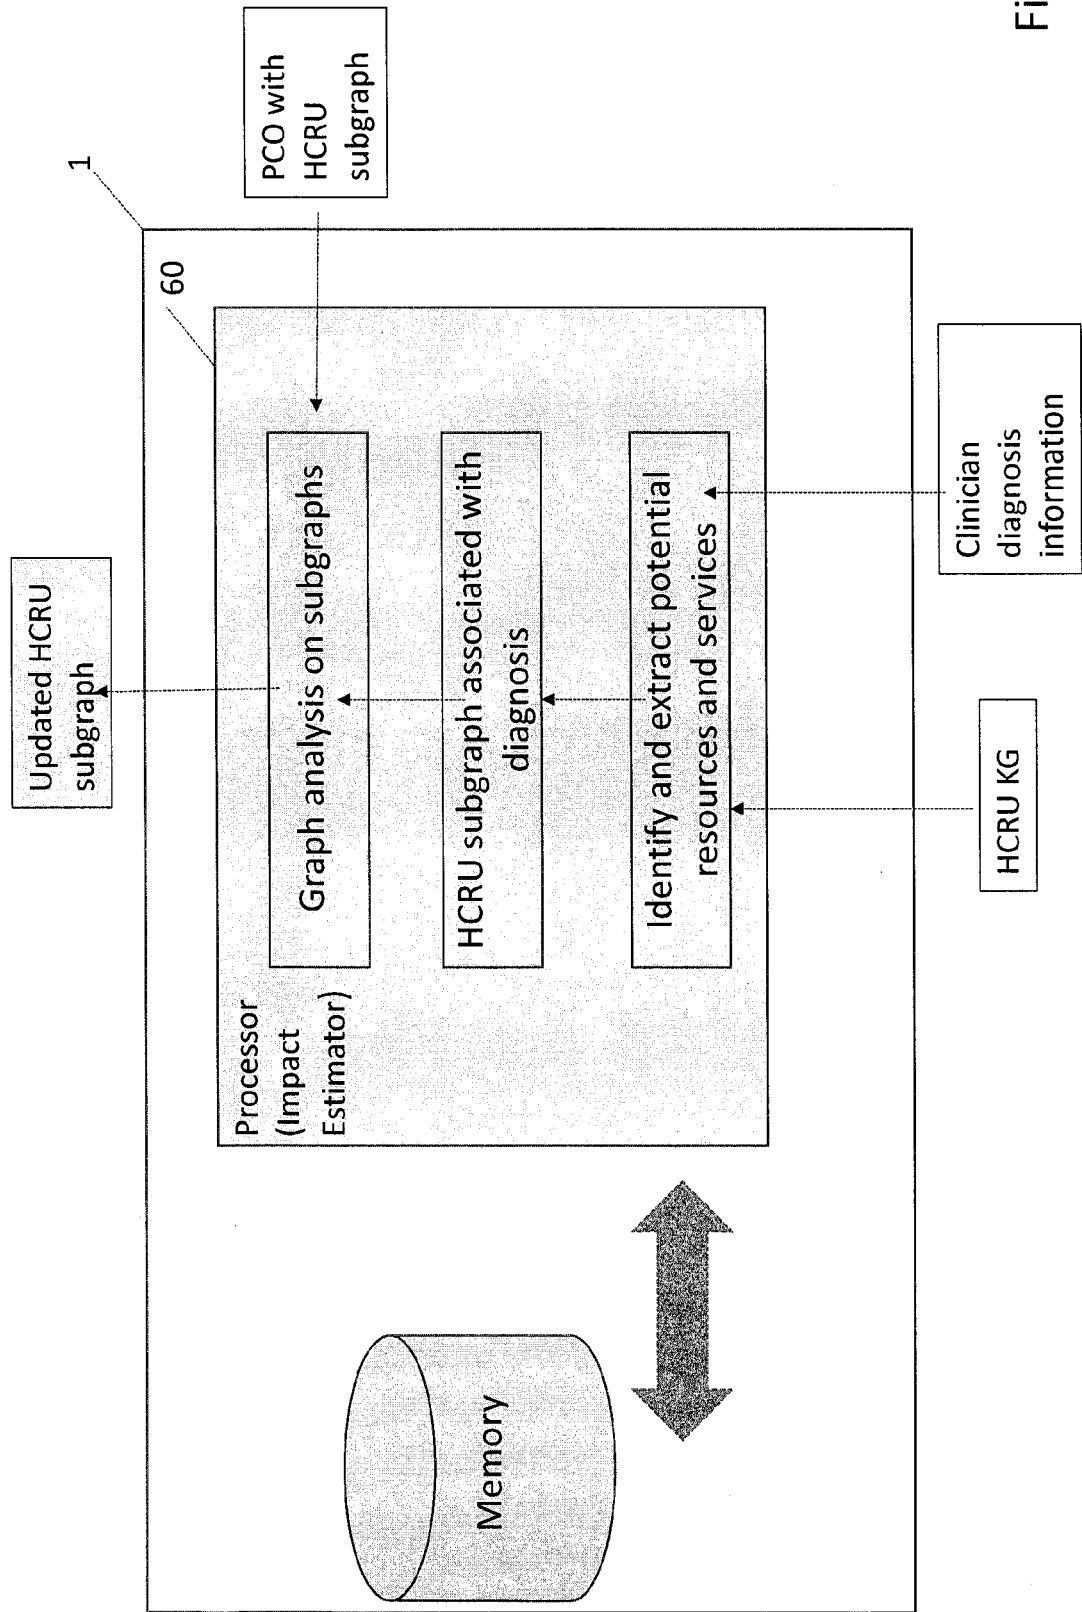 Updated HCRU
subgraph
1
60
PCO with
HCRU
subgraph
Processor
(Impact
Estimator)
Graph analysis on subgraphs
HCRU subgraph associated with
diagnosis
Identify and extract potential
resources and services
Memory
HCRU KG
Clinician
diagnosis
information
Fi